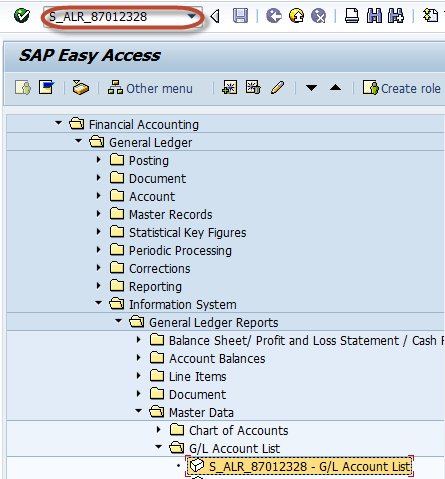 S_ALR_87012328
SAP Easy Access
Other menu
Create role
Financial Accounting
General Ledger
Posting
Document
Account
Master Records
Statistical Key Figures
Periodic Processing
Corrections
Reporting
Information System
General Ledger Reports
Balance Sheet/ Profit and Loss Statement / Cash
Account Balances
Line Items
Document
Master Data
Chart of Accounts
G/L Account List
S_ALR_87012328 - G/L Account List